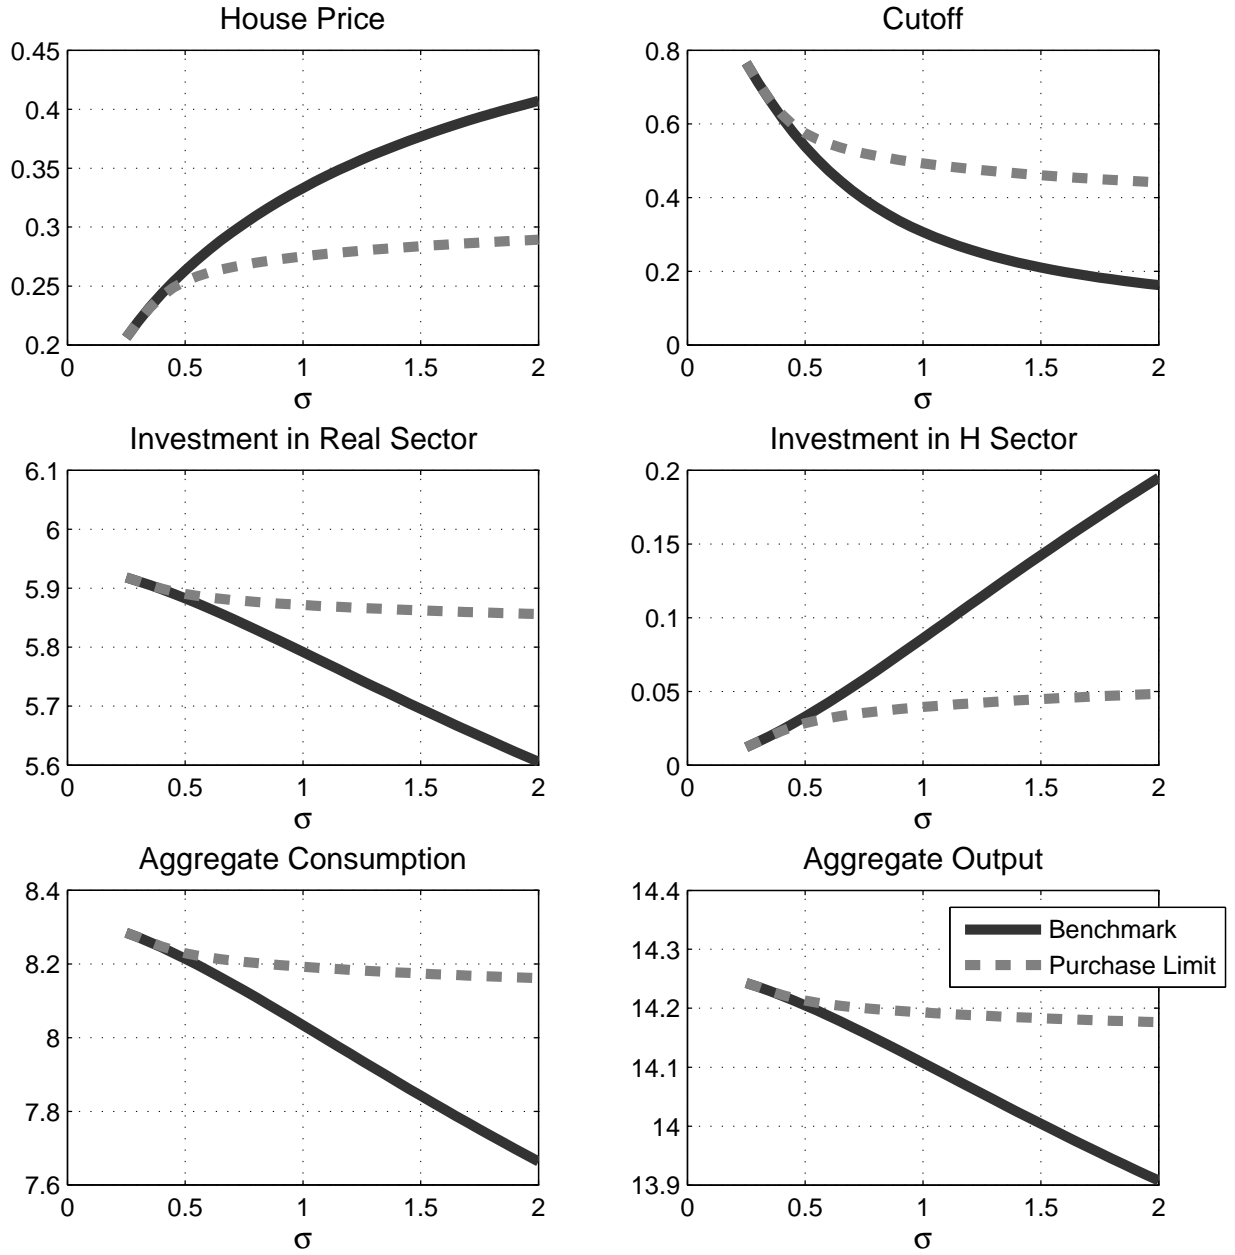 House Price
0.45
0.4
0.35
0.3
0.25
0.2
0 0.5 1 1.5 2
σ
Cutoff
0.8
0.6
0.4
0.2
0
0 0.5 1 1.5 2
σ
Investment in Real Sector
6.1
6
5.9
5.8
5.7
5.6
0 0.5 1 1.5 2
σ
Investment in H Sector
0.2
0.15
0.1
0.05
0
0 0.5 1 1.5 2
σ
Aggregate Consumption
8.4
8.2
8
7.8
7.6
0 0.5 1 1.5 2
σ
Aggregate Output
14.4
14.3
14.2
14.1
14
13.9
0 0.5 1 1.5 2
σ
Benchmark
Purchase Limit